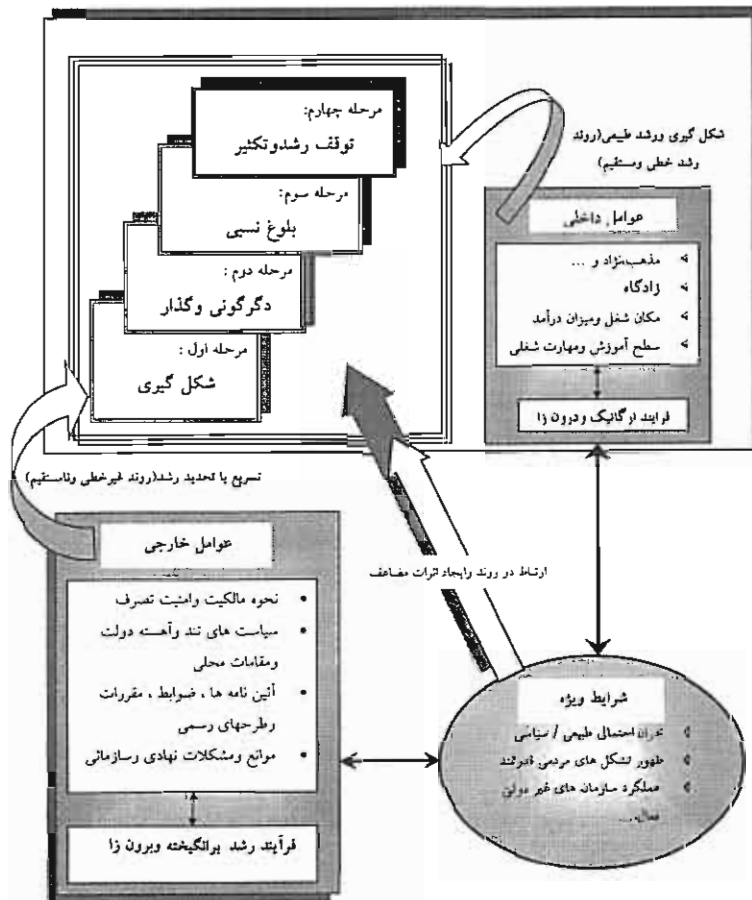 مرحله چهارم:
توقف رشدوتکثیر
مرحله سوم:
بلوغ نسبی
مرحله دوم :
دگرگونی وگذار
مرحله اول :
شکل گیری
شکل گیری ورشد طبیعی(روند
رشد خطی ومستقیم)
عوامل داخلی
مذهب،نژاد و ...
زادگاه
مکان شغل ومیزان درآمد
سطح آموزش ومهارت شغلی
فرایند ارگانیک ودرون زا
تسریع یا تحدید رشد(روند غیرخطی وناستقیم)
عوامل خارجی
• نحوه مالکیت وامنیت تصرف
• سیاست های تند وآهسته دولت
ومقامات محلی
• آئین نامه ها ، ضوابط ، مقررات
وطرحهای رسمی
• موانع ومشکلات نهادی وسازمانی
فرآیند رشد برانگیخته وبرون زا
ارتباط در روند وایجاد اثرات مضاعف
شرایط ویژه
بحران احتمالی طبیعی / سیاسی
ظهور تشکل های مردمی قدرتمند
عملکرد سازمان های غیر دولتی
فعال....